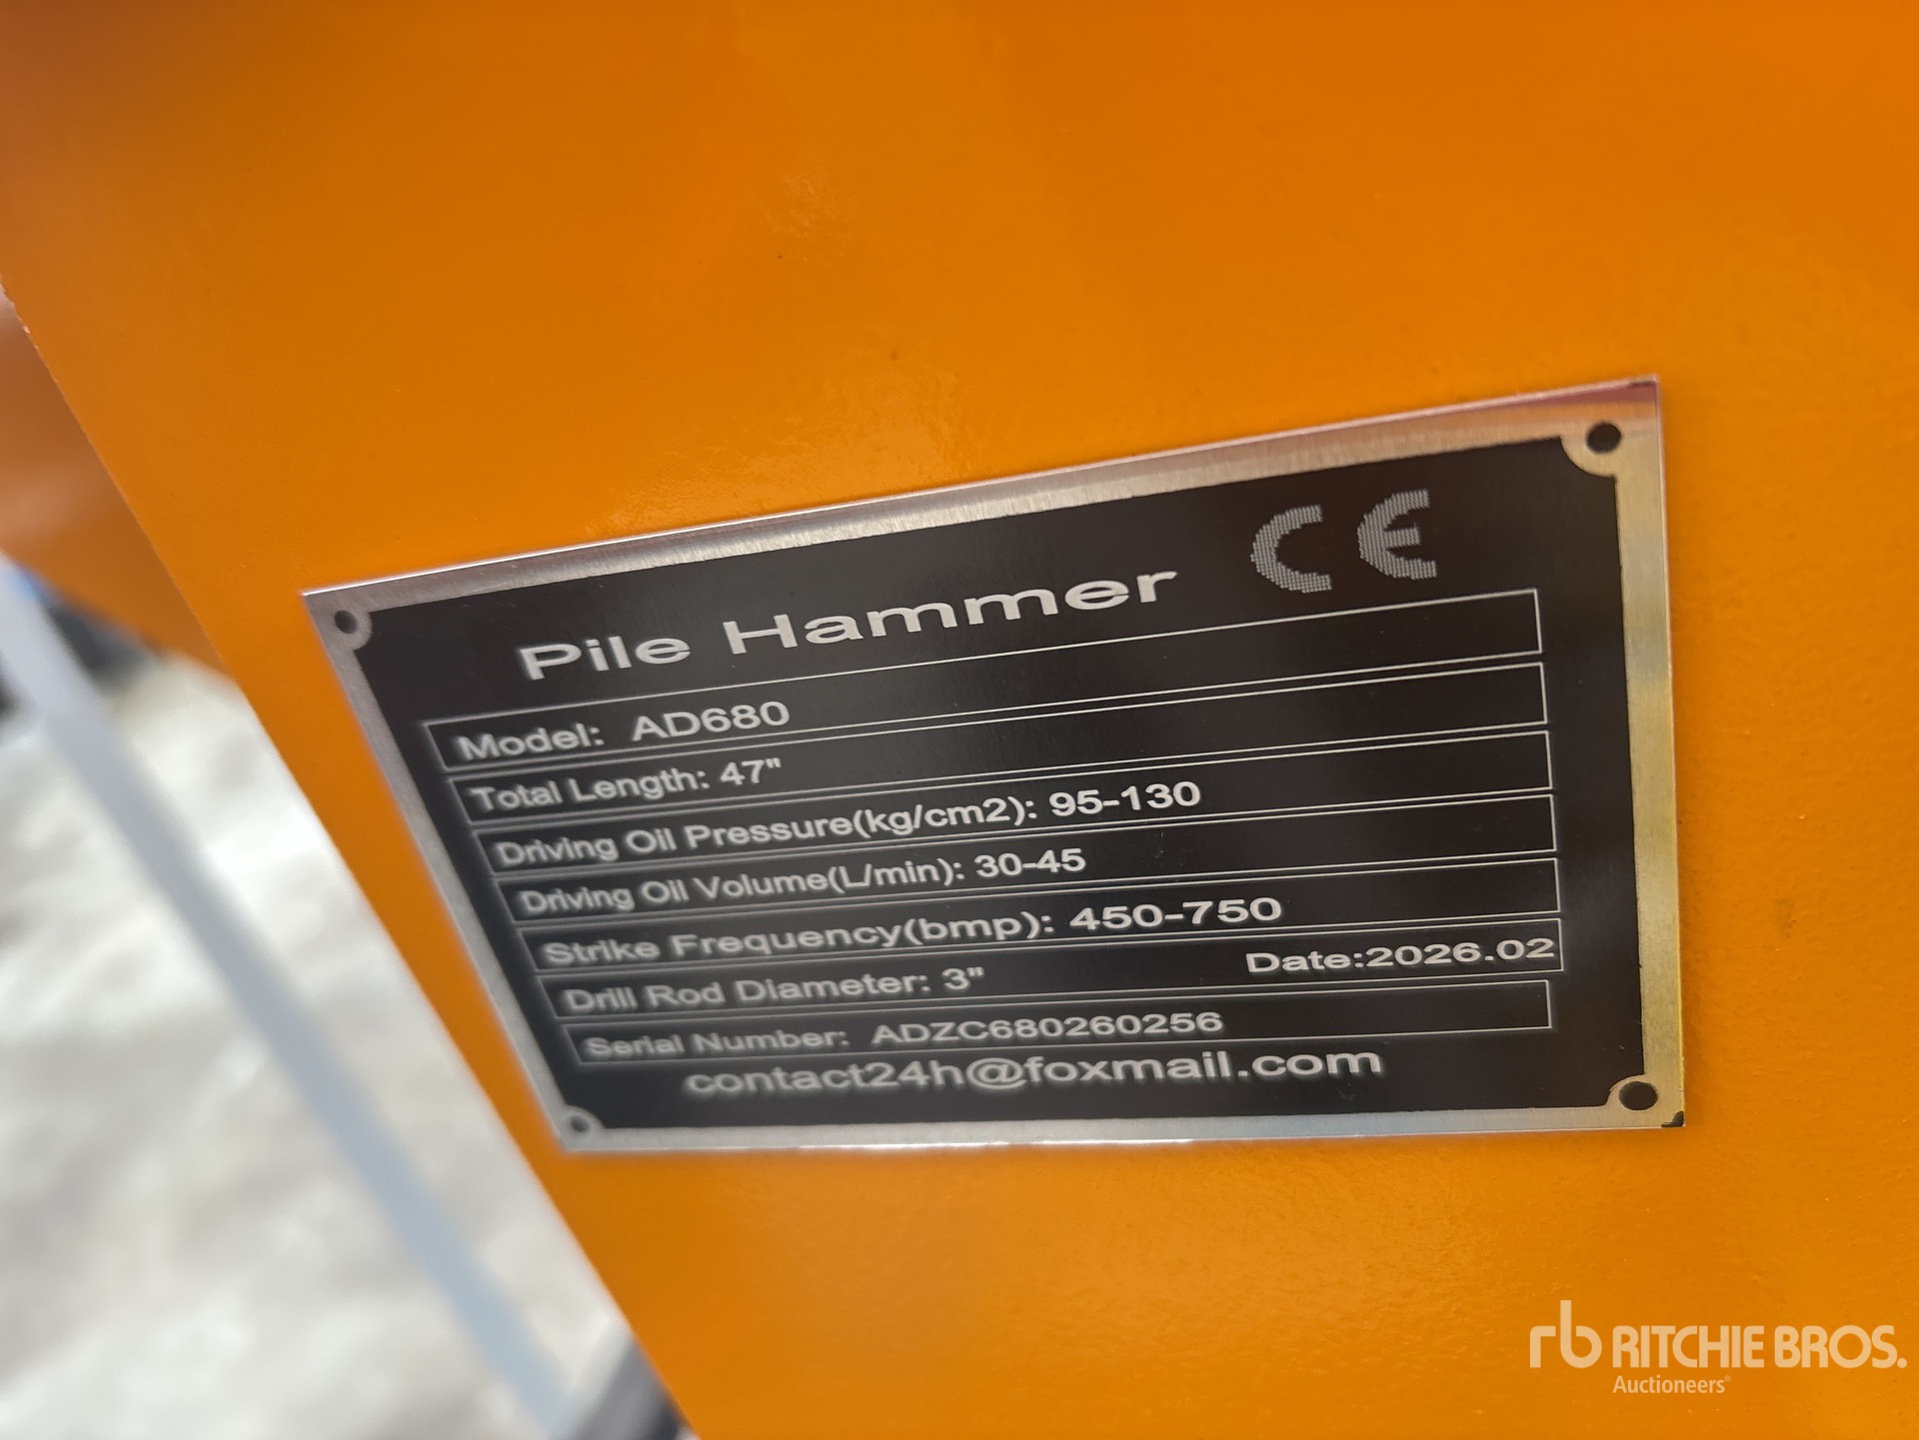 Pile Hammer CE
Model: AD680
Total Length: 47"
Driving Oil Pressure(kg/cm2): 95-130
Driving Oil Volume(L/min): 30-45
Strike Frequency(bmp): 450-750
Drill Rod Diameter: 3" Date:2026.02
Serial Number: ADZC680260256
contact24h@foxmail.com
rb RITCHIE BROS.
Auctioneers®